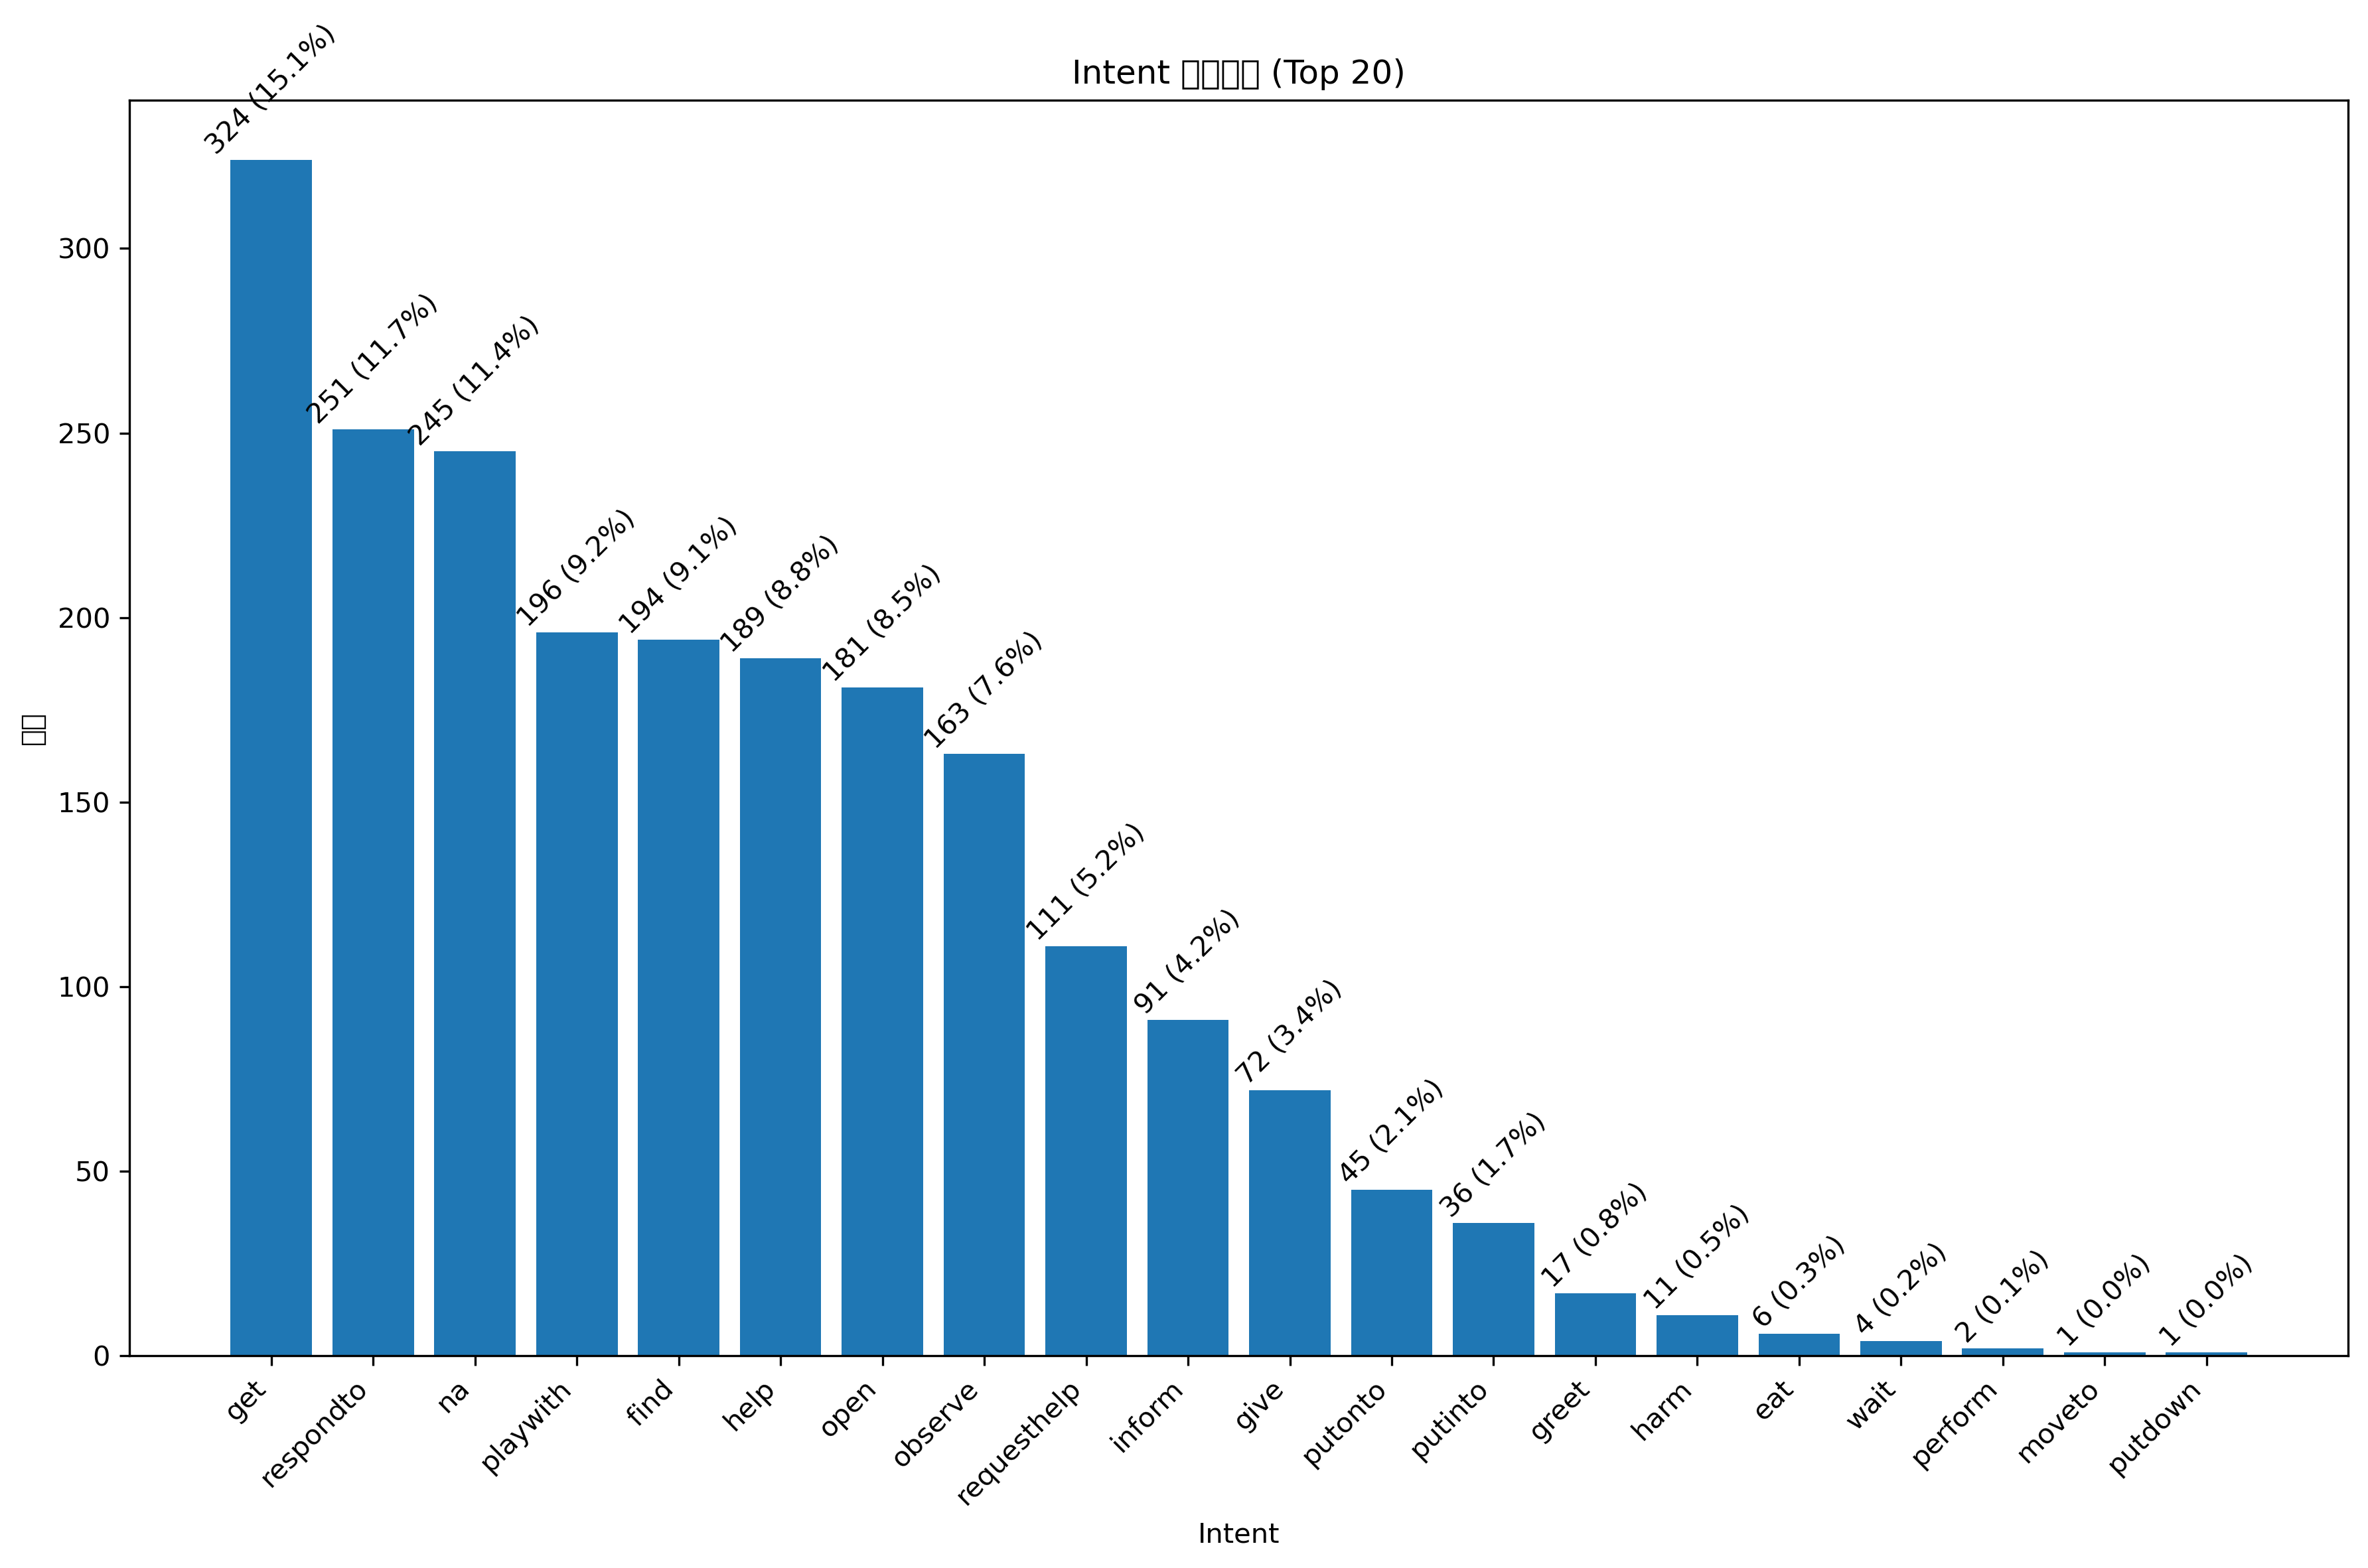 Intent (Top 20)
324 (15.1%)
251 (11.7%)
245 (11.4%)
196 (9.2%)
194 (9.1%)
189 (8.8%)
181 (8.5%)
163 (7.6%)
111 (5.2%)
91 (4.2%)
72 (3.4%)
45 (2.1%)
36 (1.7%)
17 (0.8%)
11 (0.5%)
6 (0.3%)
4 (0.2%)
2 (0.1%)
1 (0.0%)
1 (0.0%)
300
250
200
150
100
50
0
get
respondto
na
playwith
find
help
open
observe
requesthelp
inform
give
putonto
putinto
greet
harm
eat
wait
perform
moveto
putdown
Intent